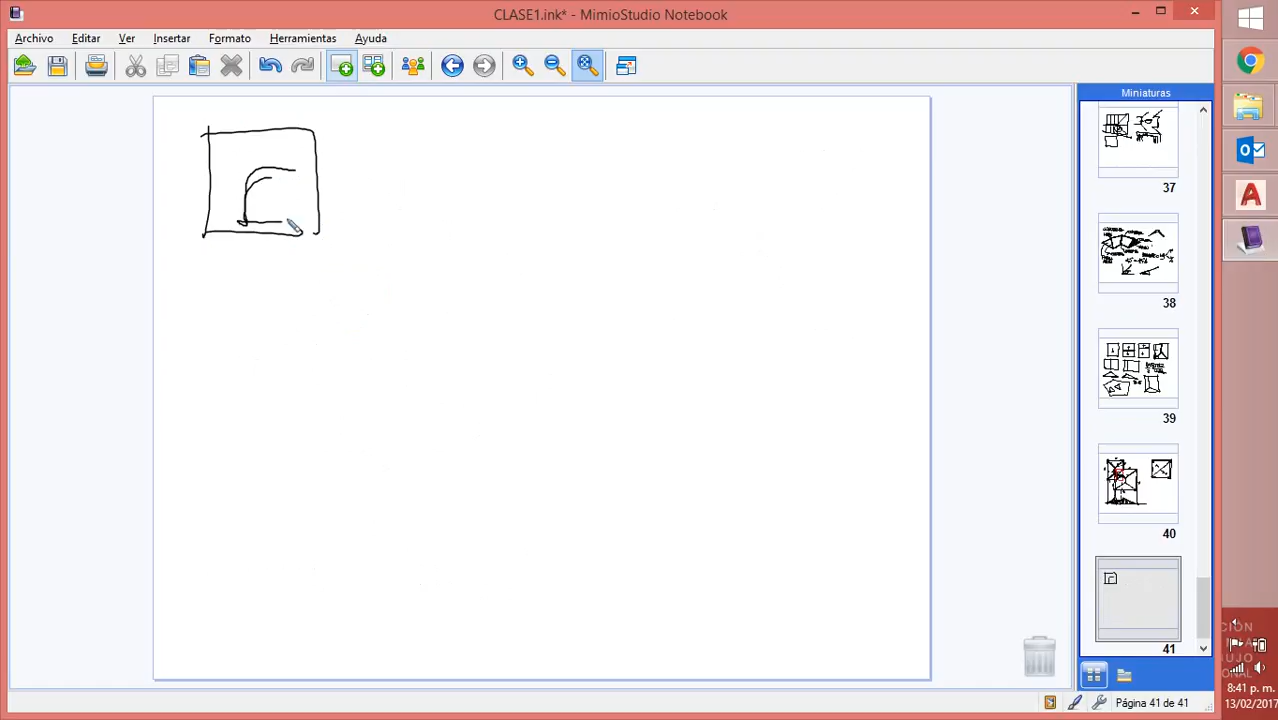 CLASE1.ink* - MimioStudio Notebook
Archivo Editar Ver Insertar Formato Herramientas Ayuda
Miniaturas
37
38
39
40
41
Página 41 de 41
8:41 p. m.
13/02/2017